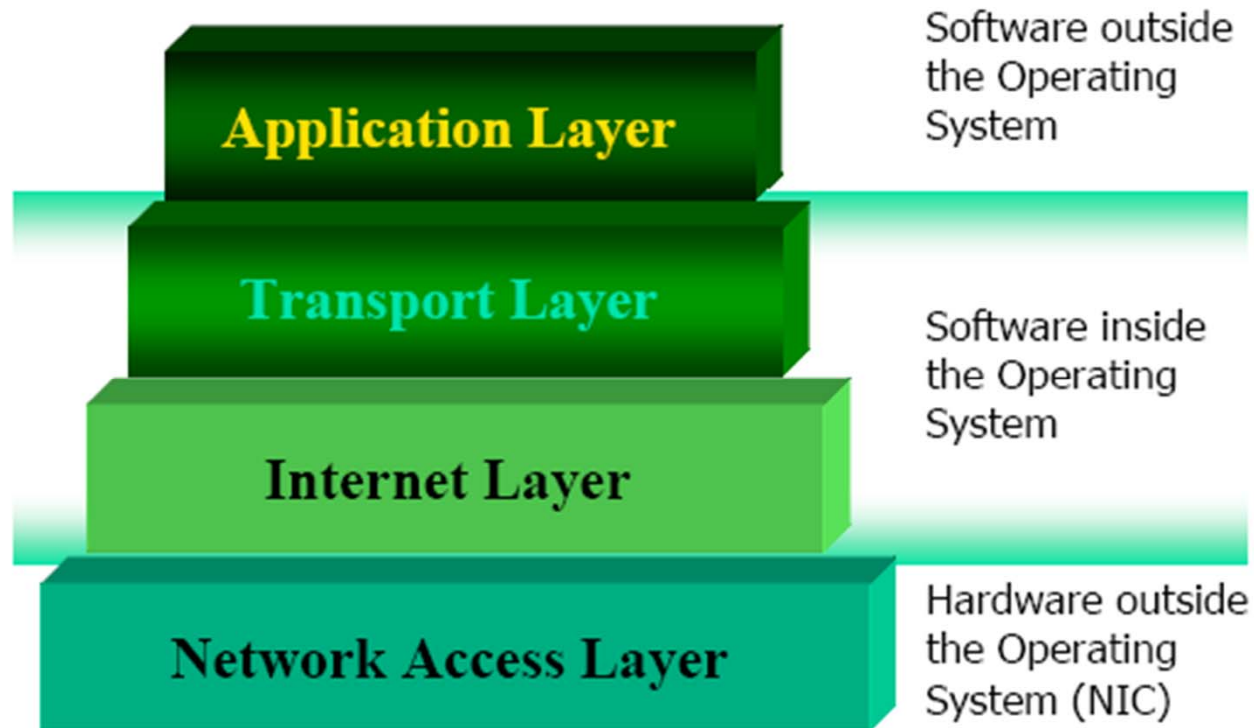 Application Layer
Software outside
the Operating
System
Transport Layer
Internet Layer
Software inside
the Operating
System
Network Access Layer
Hardware outside
the Operating
System (NIC)